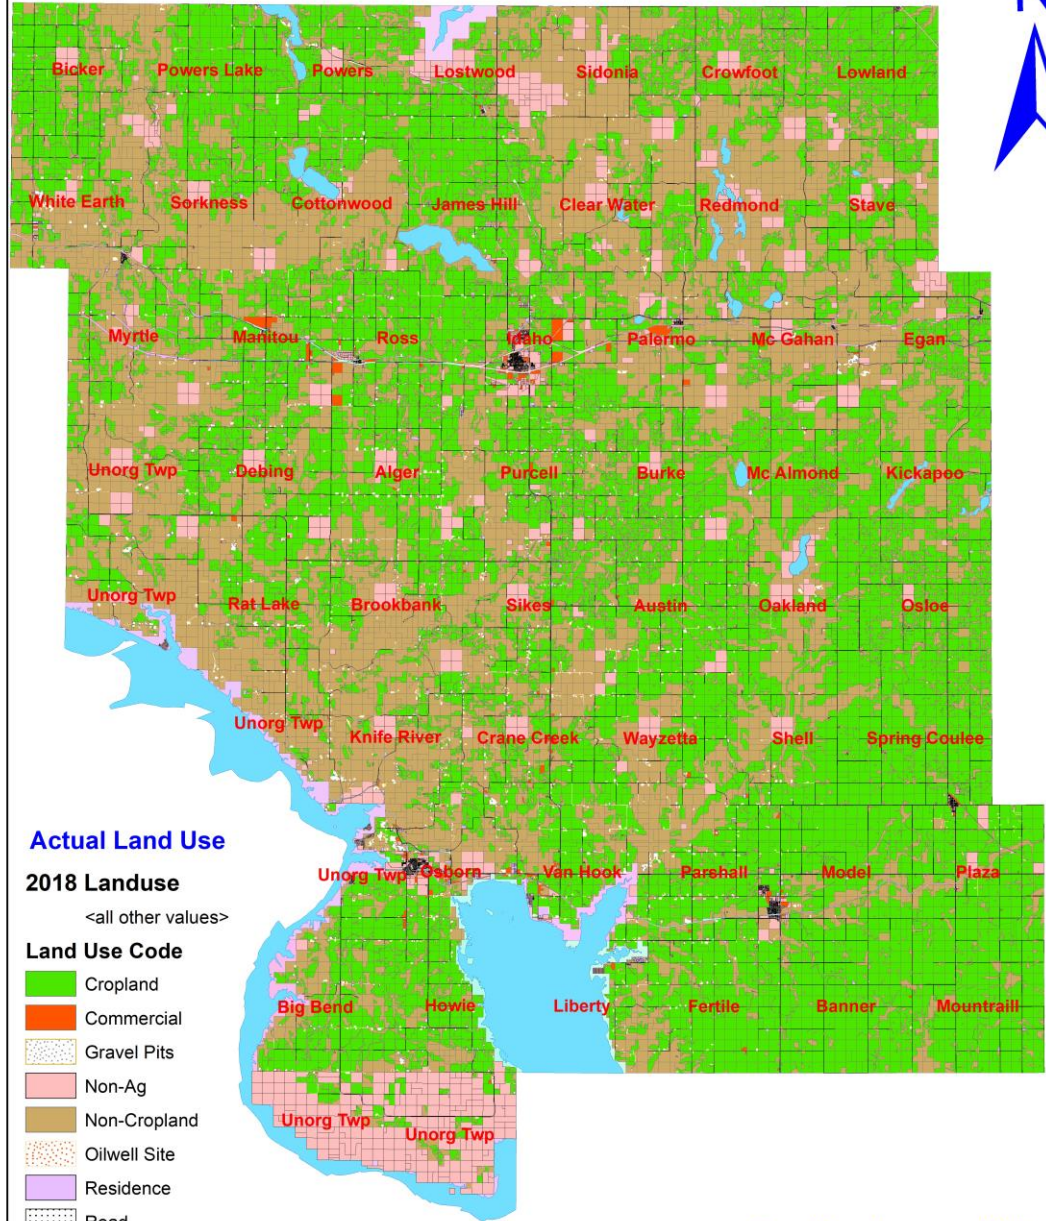 N
Bicker Powers Lake Powers Lostwood Sidonia Crowfoot Lowland
White Earth Sorkness Cottonwood James Hill Clear Water Redmond Stave
Myrtle Manitou Ross Idaho Palermo Mc Gahan Egan
Unorg Twp Debing Alger Purcell Burke Mc Almond Kickapoo
Unorg Twp Rat Lake Brookbank Sikes Austin Oakland Osloe
Unorg Twp Knife River Crane Creek Wayzetta Shell Spring Coulee
Unorg Twp Osborn Van Hook Parshall Model Plaza
Big Bend Howie Liberty Fertile Banner Mountraill
Unorg Twp Unorg Twp
Actual Land Use
2018 Landuse
<all other values>
Land Use Code
Cropland
Commercial
Gravel Pits
Non-Ag
Non-Cropland
Oilwell Site
Residence
Road